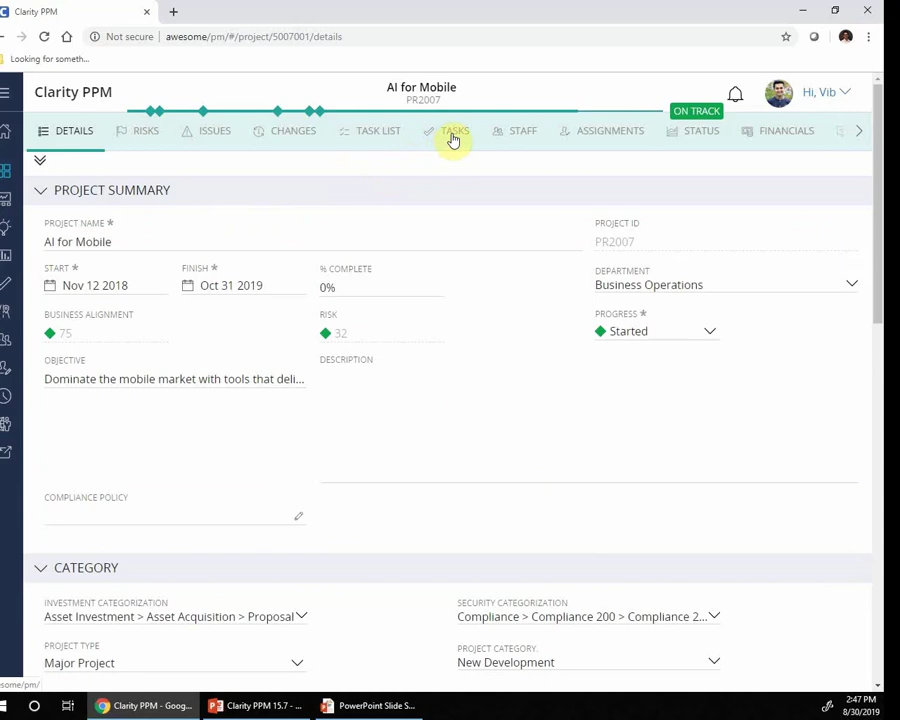 Clarity PPM
Not secure
awesome/pm/#/project/5007001/details
Looking for someth...
Clarity PPM
AI for Mobile
PR2007
Hi, Vib
ON TRACK
DETAILS
RISKS
ISSUES
CHANGES
TASK LIST
TASKS
STAFF
ASSIGNMENTS
STATUS
FINANCIALS
PROJECT SUMMARY
PROJECT NAME *
AI for Mobile
PROJECT ID
PR2007
START *
Nov 12 2018
FINISH *
Oct 31 2019
% COMPLETE
0%
DEPARTMENT
Business Operations
BUSINESS ALIGNMENT
75
RISK
32
PROGRESS *
Started
OBJECTIVE
Dominate the mobile market with tools that deli...
DESCRIPTION
COMPLIANCE POLICY
CATEGORY
INVESTMENT CATEGORIZATION
Asset Investment > Asset Acquisition > Proposal
SECURITY CATEGORIZATION
Compliance > Compliance 200 > Compliance 2...
PROJECT TYPE
Major Project
PROJECT CATEGORY.
New Development
some/pm/
Clarity PPM - Goog...
Clarity PPM 15.7 - ...
PowerPoint Slide S...
2:47 PM
8/30/2019